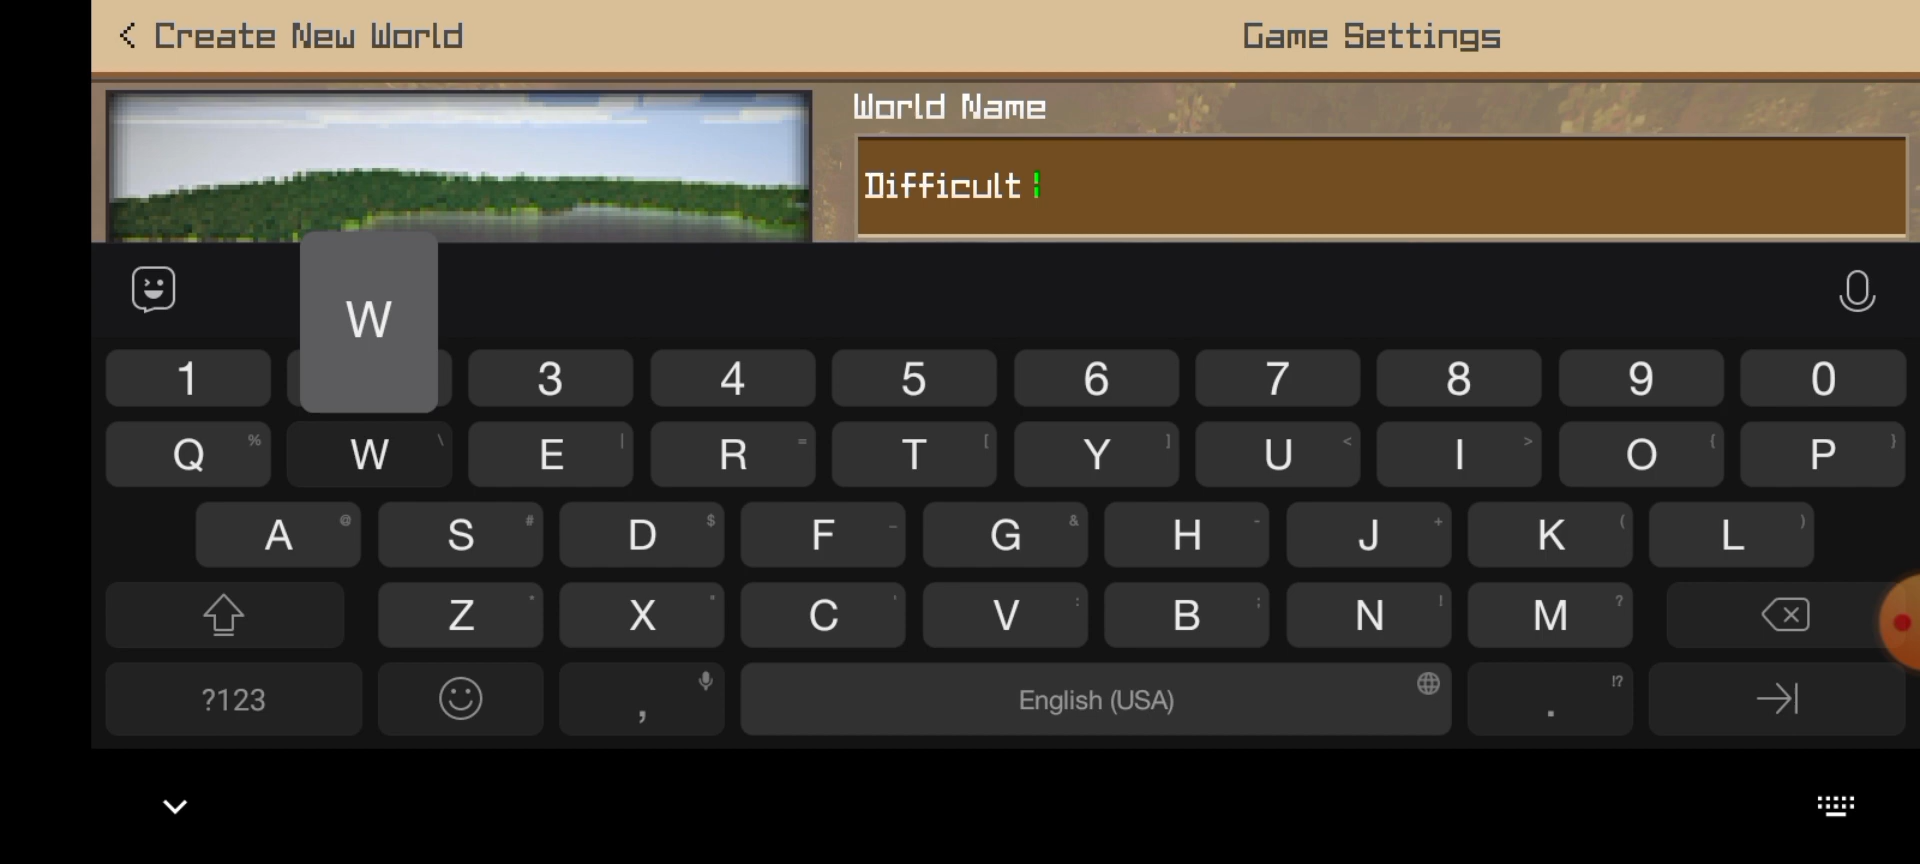 Create New World
Game Settings
World Name
Difficult
W
1 3 4 5 6 7 8 9 0
Q % W \ E | R = T [ Y ] U < I > O { P }
A @ S # D $ F _ G & H - J + K ( L )
Z X C ' V : B ; N ! M ?
?123 , English (USA) . !?